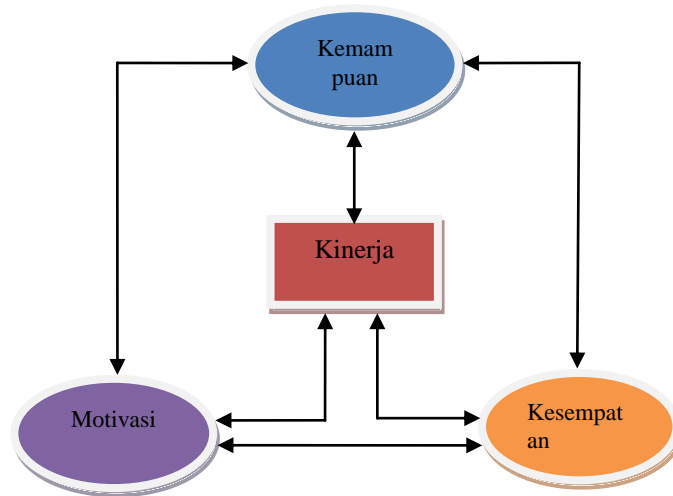 Kemam
puan
Kinerja
Motivasi
Kesempat
an